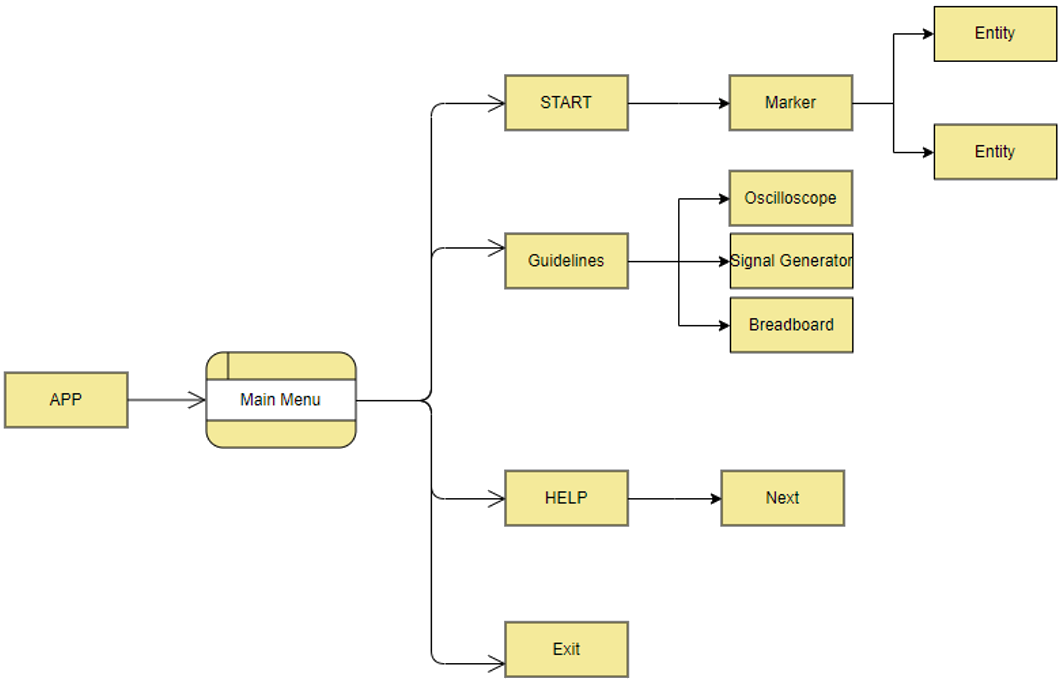 Entity
START
Marker
Entity
Oscilloscope
Guidelines
Signal Generator
Breadboard
APP
Main Menu
HELP
Next
Exit